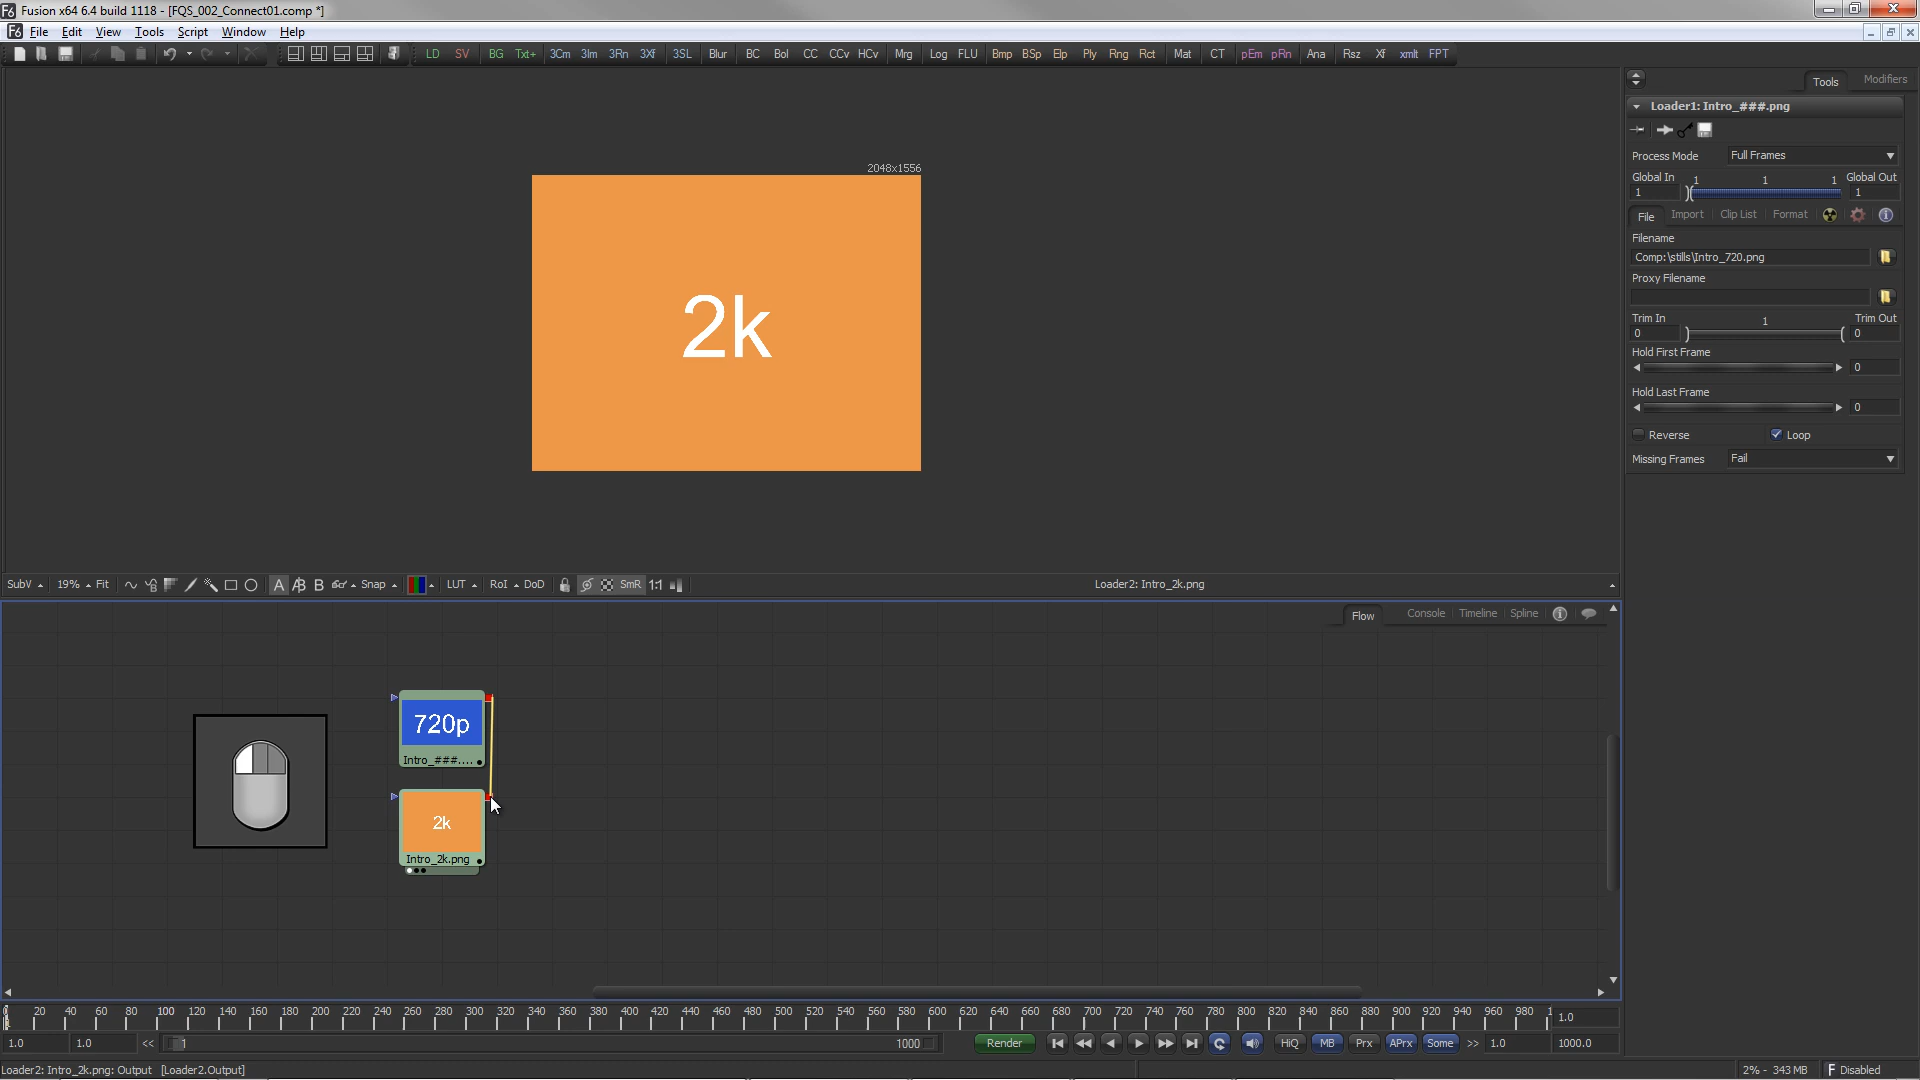 Fusion x64 6.4 build 1118 - [FQS_002_Connect01.comp *]
File Edit View Tools Script Window Help
LD SV BG Txt+ 3Cm 3Im 3Rn 3Xf 3SL Blur BC Bol CC CCv HCv Mrg Log FLU Bmp BSp Elp Ply Rng Rct Mat CT pEm pRn Ana Rsz Xf xmlt FPT
Tools Modifiers
Loader1: Intro_###.png
Process Mode Full Frames
Global In 1 1 1 Global Out
1 1
File Import Clip List Format
Filename
Comp:\stills\Intro_720.png
Proxy Filename
Trim In 1 Trim Out
0 0
Hold First Frame
0
Hold Last Frame
0
Reverse Loop
Missing Frames Fail
2048x1556
2k
SubV 19% Fit A A/B B Snap LUT RoI DoD SmR 1:1 Loader2: Intro_2k.png
Flow Console Timeline Spline
720p
Intro_###....
2k
Intro_2k.png
0 20 40 60 80 100 120 140 160 180 200 220 240 260 280 300 320 340 360 380 400 420 440 460 480 500 520 540 560 580 600 620 640 660 680 700 720 740 760 780 800 820 840 860 880 900 920 940 960 980 1.0
1.0 1.0 << 1 1000 Render HiQ MB Prx APrx Some >> 1.0 1000.0
Loader2: Intro_2k.png: Output [Loader2.Output] 2% - 343 MB F Disabled